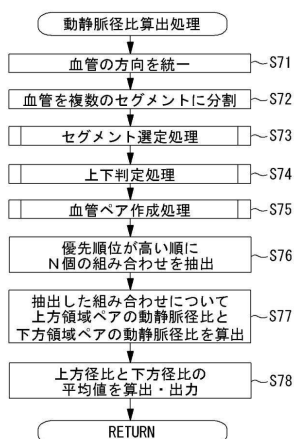 動静脈径比算出処理
血管の方向を統一
S71
血管を複数のセグメントに分割
S72
セグメント選定処理
S73
上下判定処理
S74
血管ペア作成処理
S75
優先順位が高い順に
N個の組み合わせを抽出
S76
抽出した組み合わせについて
上方領域ペアの動静脈径比と
下方領域ペアの動静脈径比を算出
S77
上方径比と下方径比の
平均値を算出・出力
S78
RETURN